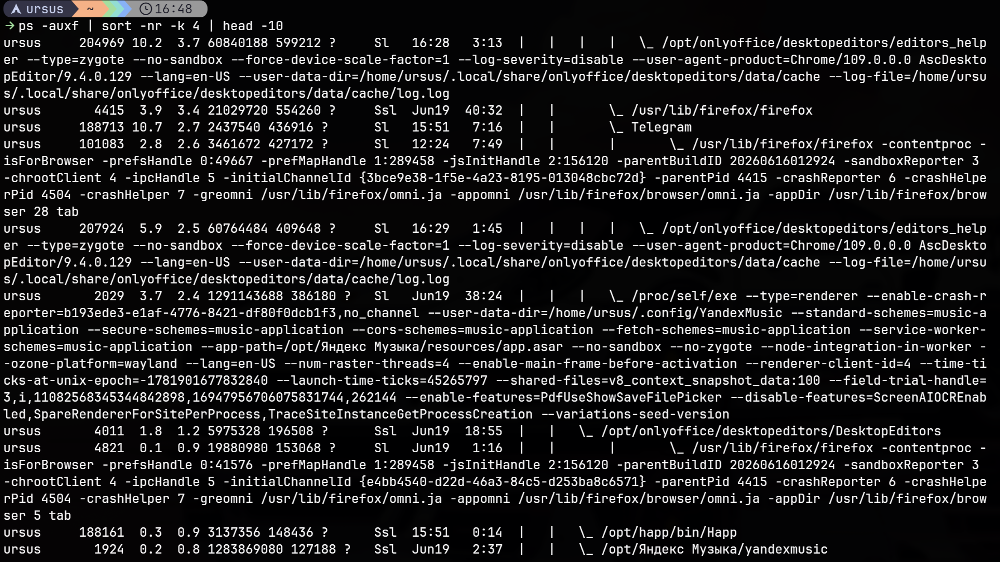 ursus ~ 16:48
→ ps -auxf | sort -nr -k 4 | head -10
ursus     204969 10.2  3.7 60840188 599212 ?     Sl   16:28   3:13  |   |   |   |   \_ /opt/onlyoffice/desktopeditors/editors_help
er --type=zygote --no-sandbox --force-device-scale-factor=1 --log-severity=disable --user-agent-product=Chrome/109.0.0.0 AscDeskto
pEditor/9.4.0.129 --lang=en-US --user-data-dir=/home/ursus/.local/share/onlyoffice/desktopeditors/data/cache --log-file=/home/ursu
s/.local/share/onlyoffice/desktopeditors/data/cache/log.log
ursus       4415  3.9  3.4 21029720 554260 ?     Ssl  Jun19  40:32  |   |       \_ /usr/lib/firefox/firefox
ursus     188713 10.7  2.7 2437540 436916 ?      Sl   15:51   7:16  |   |       \_ Telegram
ursus     101083  2.8  2.6 3461672 427172 ?      Sl   12:24   7:49  |   |       |       \_ /usr/lib/firefox/firefox -contentproc -
isForBrowser -prefsHandle 0:49667 -prefMapHandle 1:289458 -jsInitHandle 2:156120 -parentBuildID 20260616012924 -sandboxReporter 3
-chrootClient 4 -ipcHandle 5 -initialChannelId {3bce9e38-1f5e-4a23-8195-013048cbc72d} -parentPid 4415 -crashReporter 6 -crashHelpe
rPid 4504 -crashHelper 7 -greomni /usr/lib/firefox/omni.ja -appomni /usr/lib/firefox/browser/omni.ja -appDir /usr/lib/firefox/brow
ser 28 tab
ursus     207924  5.9  2.5 60764484 409648 ?     Sl   16:29   1:45  |   |   |   |   \_ /opt/onlyoffice/desktopeditors/editors_help
er --type=zygote --no-sandbox --force-device-scale-factor=1 --log-severity=disable --user-agent-product=Chrome/109.0.0.0 AscDeskto
pEditor/9.4.0.129 --lang=en-US --user-data-dir=/home/ursus/.local/share/onlyoffice/desktopeditors/data/cache --log-file=/home/ursu
s/.local/share/onlyoffice/desktopeditors/data/cache/log.log
ursus       2029  3.7  2.4 1291143688 386180 ?   Sl   Jun19  38:24  |   |   |   \_ /proc/self/exe --type=renderer --enable-crash-r
eporter=b193ede3-e1af-4776-8421-df80f0dcb1f3,no_channel --user-data-dir=/home/ursus/.config/YandexMusic --standard-schemes=music-a
pplication --secure-schemes=music-application --cors-schemes=music-application --fetch-schemes=music-application --service-worker-
schemes=music-application --app-path=/opt/Яндекс Музыка/resources/app.asar --no-sandbox --no-zygote --node-integration-in-worker -
-ozone-platform=wayland --lang=en-US --num-raster-threads=4 --enable-main-frame-before-activation --renderer-client-id=4 --time-ti
cks-at-unix-epoch=-1781901677832840 --launch-time-ticks=45265797 --shared-files=v8_context_snapshot_data:100 --field-trial-handle=
3,i,11082568345344842898,16947956706075831744,262144 --enable-features=PdfUseShowSaveFilePicker --disable-features=ScreenAIOCREnab
led,SpareRendererForSitePerProcess,TraceSiteInstanceGetProcessCreation --variations-seed-version
ursus       4011  1.8  1.2 5975328 196508 ?      Ssl  Jun19  18:55  |   |   \_ /opt/onlyoffice/desktopeditors/DesktopEditors
ursus       4821  0.1  0.9 19880980 153068 ?     Sl   Jun19   1:16  |   |       |       \_ /usr/lib/firefox/firefox -contentproc -
isForBrowser -prefsHandle 0:41576 -prefMapHandle 1:289458 -jsInitHandle 2:156120 -parentBuildID 20260616012924 -sandboxReporter 3
-chrootClient 4 -ipcHandle 5 -initialChannelId {e4bb4540-d22d-46a3-84c5-d253ba8c6571} -parentPid 4415 -crashReporter 6 -crashHelpe
rPid 4504 -crashHelper 7 -greomni /usr/lib/firefox/omni.ja -appomni /usr/lib/firefox/browser/omni.ja -appDir /usr/lib/firefox/brow
ser 5 tab
ursus     188161  0.3  0.9 3137356 148436 ?      Ssl  15:51   0:14  |   |   \_ /opt/happ/bin/Happ
ursus       1924  0.2  0.8 1283869080 127188 ?   Ssl  Jun19   2:37  |   |   \_ /opt/Яндекс Музыка/yandexmusic